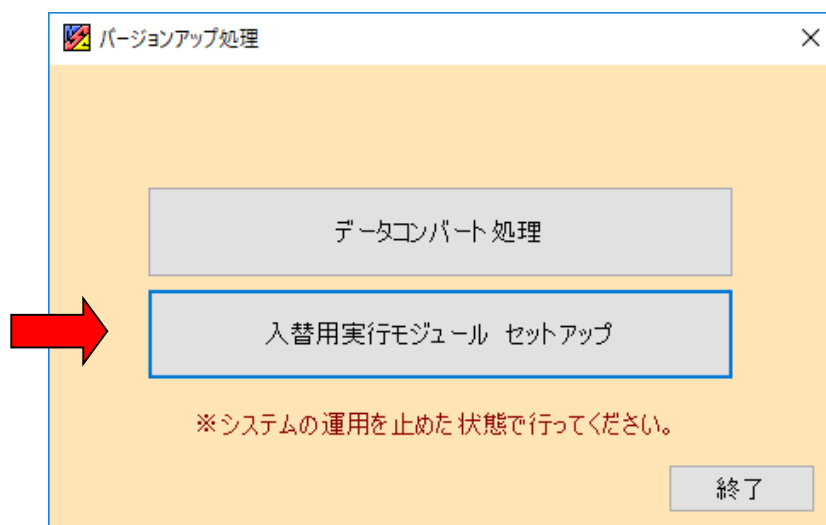 バージョンアップ処理
データコンバート処理
入替用実行モジュール セットアップ
※システムの運用を止めた状態で行ってください。
終了